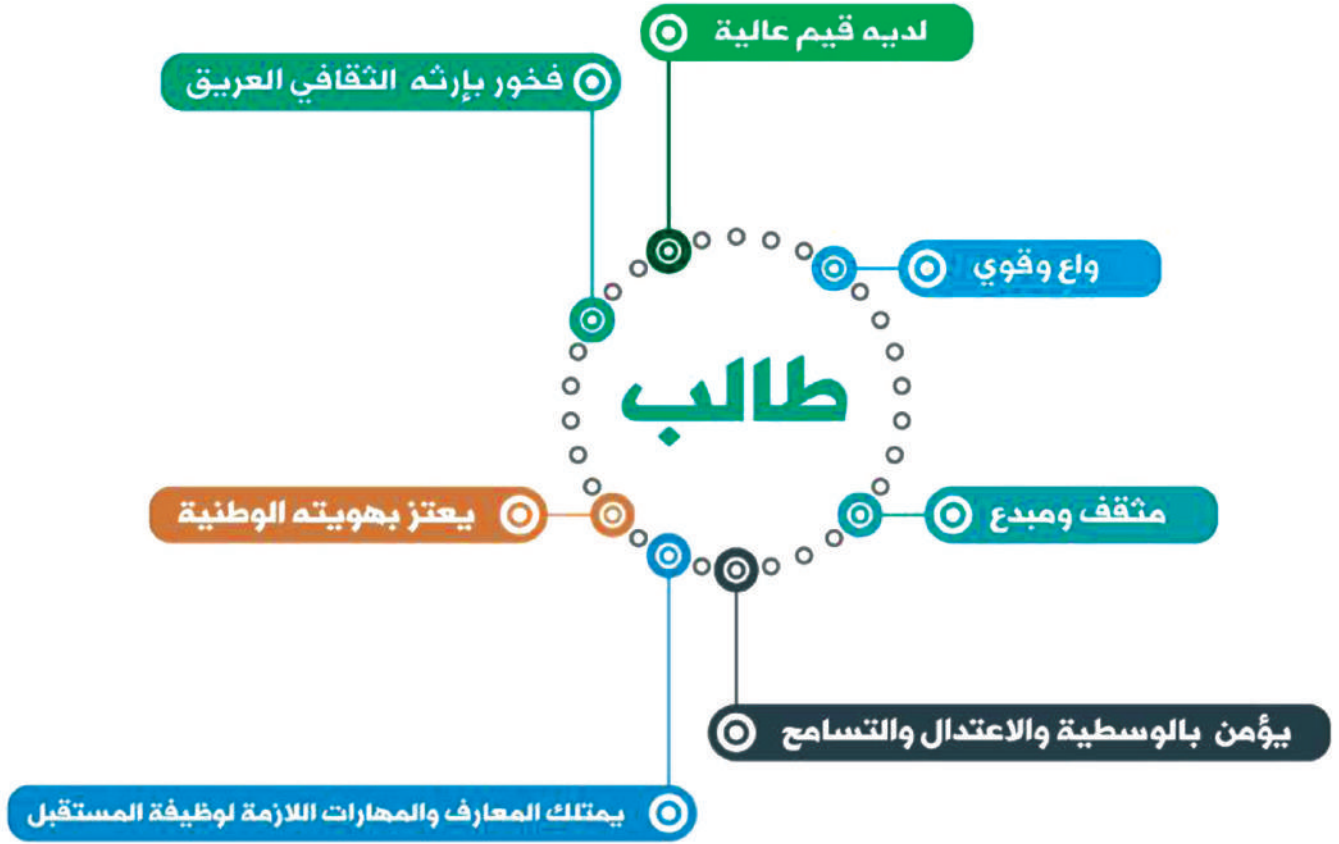 لديه قيم عالية
فخور بإرثه الثقافي العريق
واع وقوي
طالب
يعتز بهويته الوطنية
مثقف ومبدع
يؤمن بالوسطية والاعتدال والتسامح
يمتلك المعارف والمهارات اللازمة لوظيفة المستقبل